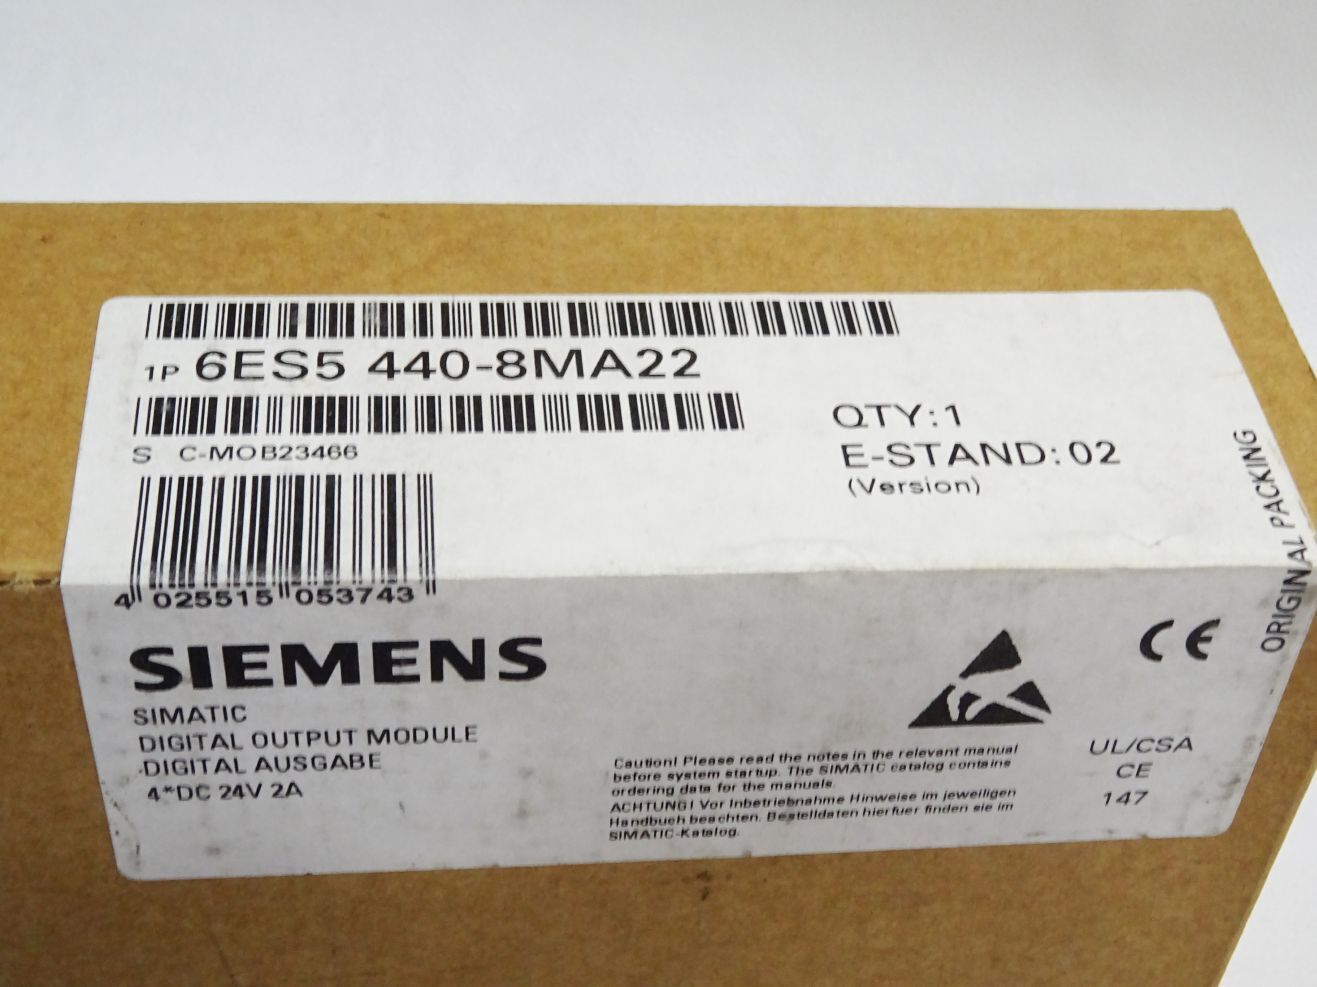 1P 6ES5 440-8MA22
S C-MOB23466
QTY:1
E-STAND:02
(Version)
4 025515 053743
ORIGINAL PACKING
SIEMENS
SIMATIC
DIGITAL OUTPUT MODULE
DIGITAL AUSGABE
4*DC 24V 2A
Caution! Please read the notes in the relevant manual
before system startup. The SIMATIC catalog contains
ordering data for the manuals.
ACHTUNG! Vor Inbetriebnahme Hinweise im jeweiligen
Handbuch beachten. Bestelldaten hierfuer finden sie im
SIMATIC-Katalog.
CE
UL/CSA
CE
147